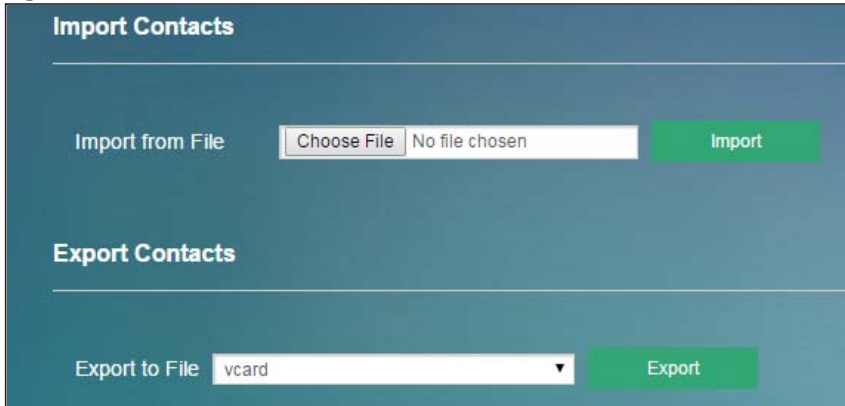 Import Contacts
Import from File Choose File No file chosen Import
Export Contacts
Export to File vcard Export